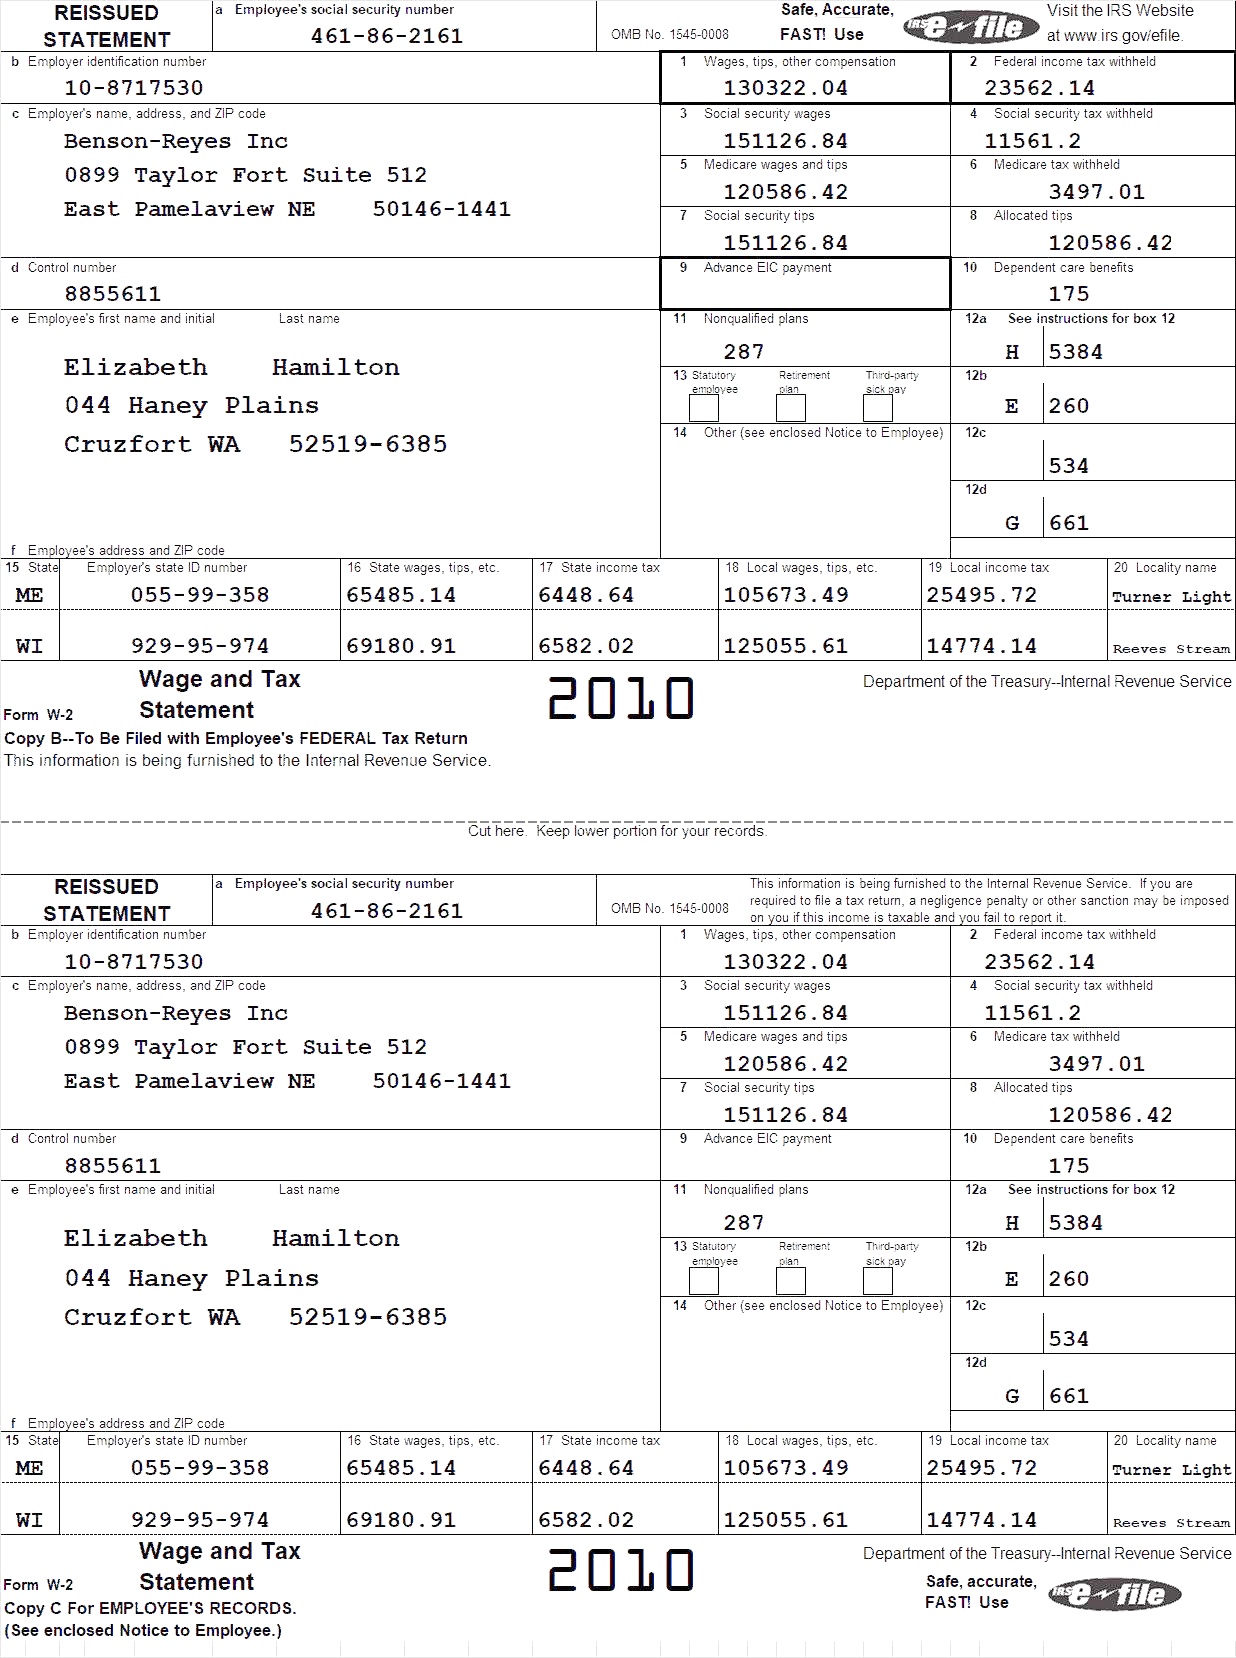 REISSUED
STATEMENT
a Employee's social security number
461-86-2161
OMB No. 1545-0008
Safe, Accurate,
FAST! Use
IRS e-file
Visit the IRS Website
at www.irs.gov/efile.
b Employer identification number
10-8717530
1 Wages, tips, other compensation
130322.04
2 Federal income tax withheld
23562.14
c Employer's name, address, and ZIP code
Benson-Reyes Inc
0899 Taylor Fort Suite 512
East Pamelaview NE 50146-1441
3 Social security wages
151126.84
4 Social security tax withheld
11561.2
5 Medicare wages and tips
120586.42
6 Medicare tax withheld
3497.01
7 Social security tips
151126.84
8 Allocated tips
120586.42
d Control number
8855611
9 Advance EIC payment
10 Dependent care benefits
175
e Employee's first name and initial Last name
Elizabeth Hamilton
044 Haney Plains
Cruzfort WA 52519-6385
11 Nonqualified plans
287
12a See instructions for box 12
H 5384
13 Statutory employee Retirement plan Third-party sick pay
12b
E 260
14 Other (see enclosed Notice to Employee)
12c
534
12d
G 661
f Employee's address and ZIP code
15 State Employer's state ID number 16 State wages, tips, etc. 17 State income tax 18 Local wages, tips, etc. 19 Local income tax 20 Locality name
ME 055-99-358 65485.14 6448.64 105673.49 25495.72 Turner Light
WI 929-95-974 69180.91 6582.02 125055.61 14774.14 Reeves Stream
Wage and Tax
Statement
Form W-2
2010
Department of the Treasury--Internal Revenue Service
Copy B--To Be Filed with Employee's FEDERAL Tax Return
This information is being furnished to the Internal Revenue Service.
Cut here. Keep lower portion for your records.
REISSUED
STATEMENT
a Employee's social security number
461-86-2161
OMB No. 1545-0008
This information is being furnished to the Internal Revenue Service. If you are
required to file a tax return, a negligence penalty or other sanction may be imposed
on you if this income is taxable and you fail to report it.
b Employer identification number
10-8717530
1 Wages, tips, other compensation
130322.04
2 Federal income tax withheld
23562.14
c Employer's name, address, and ZIP code
Benson-Reyes Inc
0899 Taylor Fort Suite 512
East Pamelaview NE 50146-1441
3 Social security wages
151126.84
4 Social security tax withheld
11561.2
5 Medicare wages and tips
120586.42
6 Medicare tax withheld
3497.01
7 Social security tips
151126.84
8 Allocated tips
120586.42
d Control number
8855611
9 Advance EIC payment
10 Dependent care benefits
175
e Employee's first name and initial Last name
Elizabeth Hamilton
044 Haney Plains
Cruzfort WA 52519-6385
11 Nonqualified plans
287
12a See instructions for box 12
H 5384
13 Statutory employee Retirement plan Third-party sick pay
12b
E 260
14 Other (see enclosed Notice to Employee)
12c
534
12d
G 661
f Employee's address and ZIP code
15 State Employer's state ID number 16 State wages, tips, etc. 17 State income tax 18 Local wages, tips, etc. 19 Local income tax 20 Locality name
ME 055-99-358 65485.14 6448.64 105673.49 25495.72 Turner Light
WI 929-95-974 69180.91 6582.02 125055.61 14774.14 Reeves Stream
Wage and Tax
Statement
Form W-2
2010
Department of the Treasury--Internal Revenue Service
Safe, accurate,
FAST! Use
IRS e-file
Copy C For EMPLOYEE'S RECORDS.
(See enclosed Notice to Employee.)